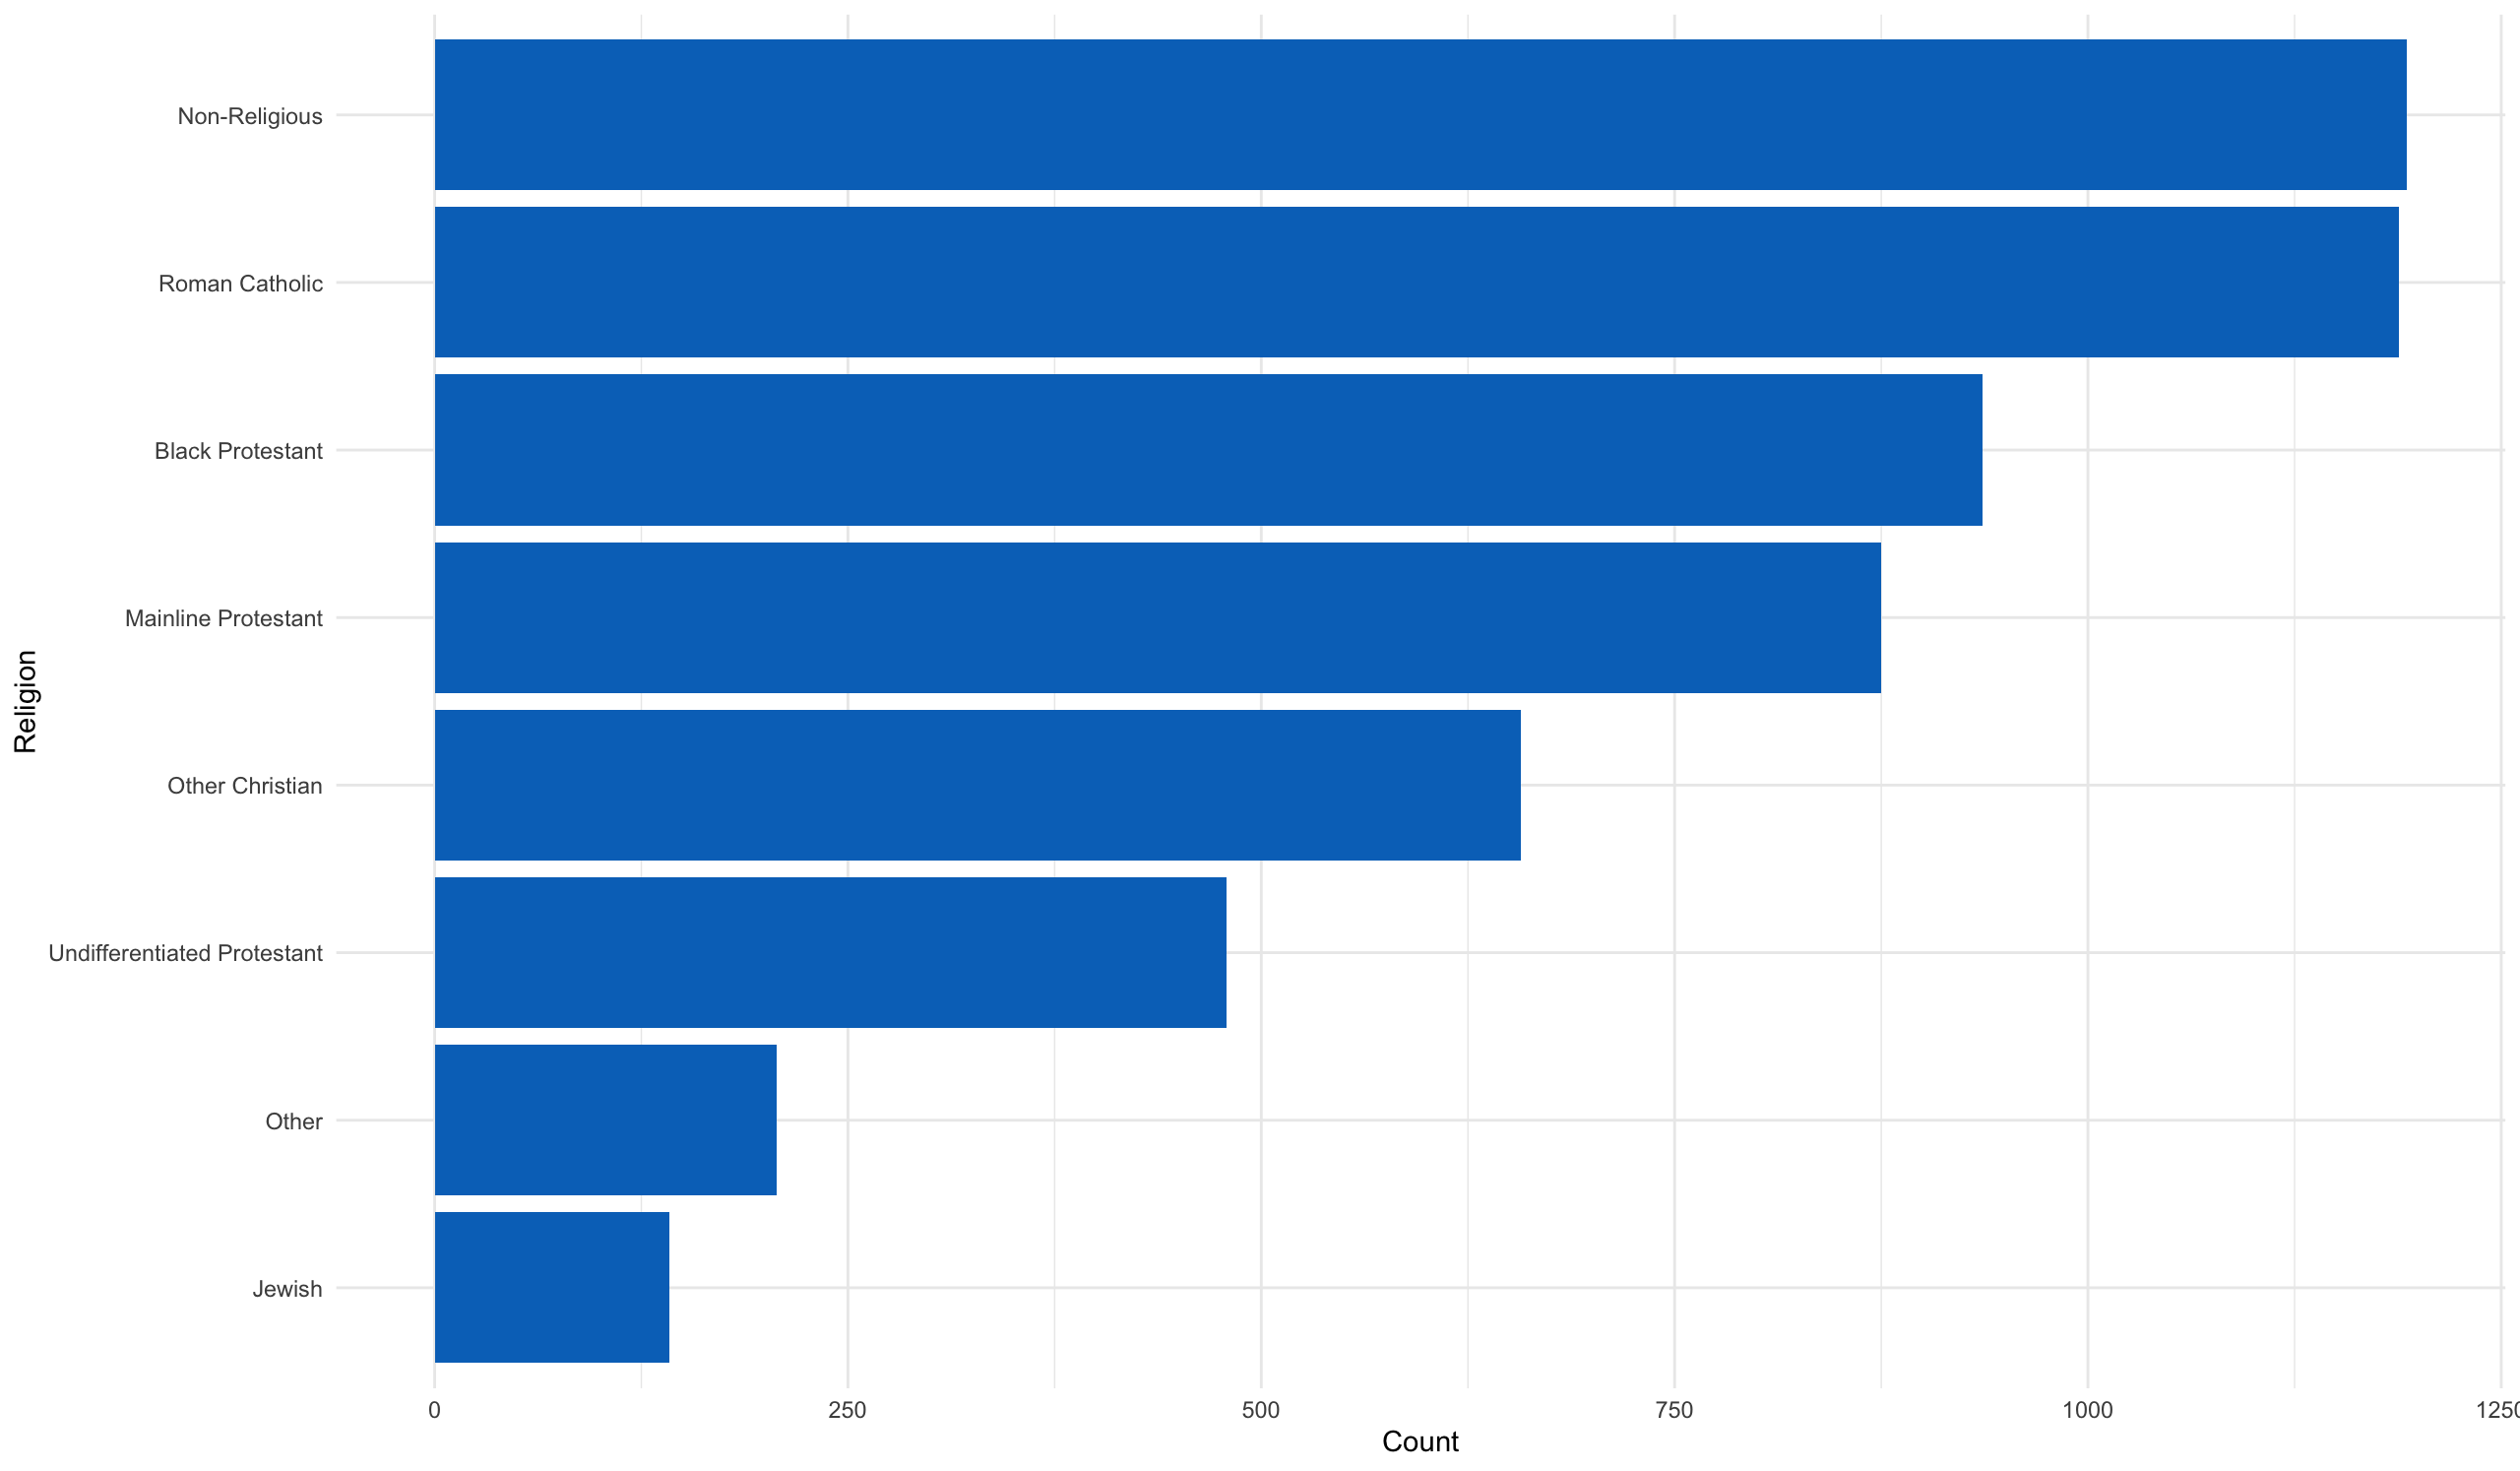 Non-Religious
Roman Catholic
Black Protestant
Mainline Protestant
Other Christian
Undifferentiated Protestant
Other
Jewish
Religion
0 250 500 750 1000 1250
Count